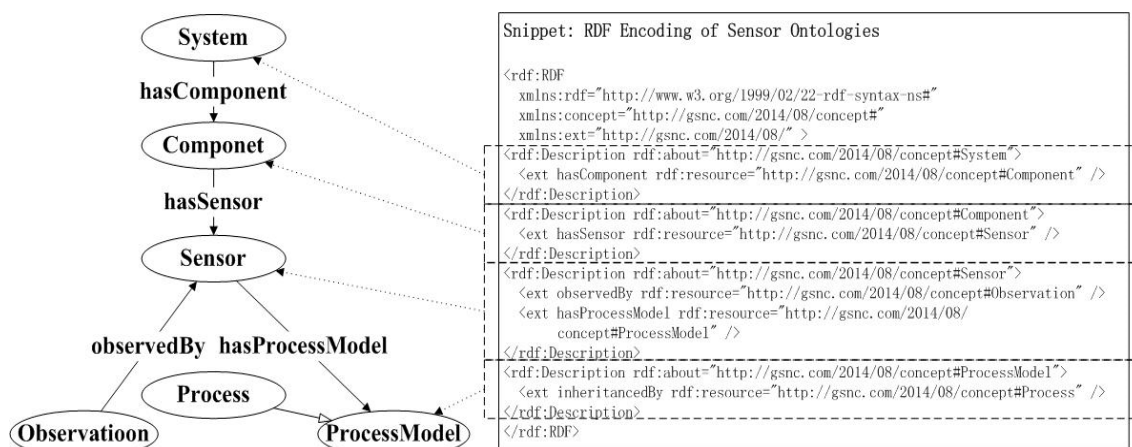 System
hasComponent
Componet
hasSensor
Sensor
observedBy hasProcessModel
Process
Observatioon
ProcessModel
Snippet: RDF Encoding of Sensor Ontologies
<rdf:RDF
xmlns:rdf="http://www.w3.org/1999/02/22-rdf-syntax-ns#"
xmlns:concept="http://gsnc.com/2014/08/concept#"
xmlns:ext="http://gsnc.com/2014/08/" >
<rdf:Description rdf:about="http://gsnc.com/2014/08/concept#System">
<ext hasComponent rdf:resource="http://gsnc.com/2014/08/concept#Component" />
</rdf:Description>
<rdf:Description rdf:about="http://gsnc.com/2014/08/concept#Component">
<ext hasSensor rdf:resource="http://gsnc.com/2014/08/concept#Sensor" />
</rdf:Description>
<rdf:Description rdf:about="http://gsnc.com/2014/08/concept#Sensor">
<ext observedBy rdf:resource="http://gsnc.com/2014/08/concept#Observation" />
<ext hasProcessModel rdf:resource="http://gsnc.com/2014/08/
concept#ProcessModel" />
</rdf:Description>
<rdf:Description rdf:about="http://gsnc.com/2014/08/concept#ProcessModel">
<ext inheritancedBy rdf:resource="http://gsnc.com/2014/08/concept#Process" />
</rdf:Description>
</rdf:RDF>